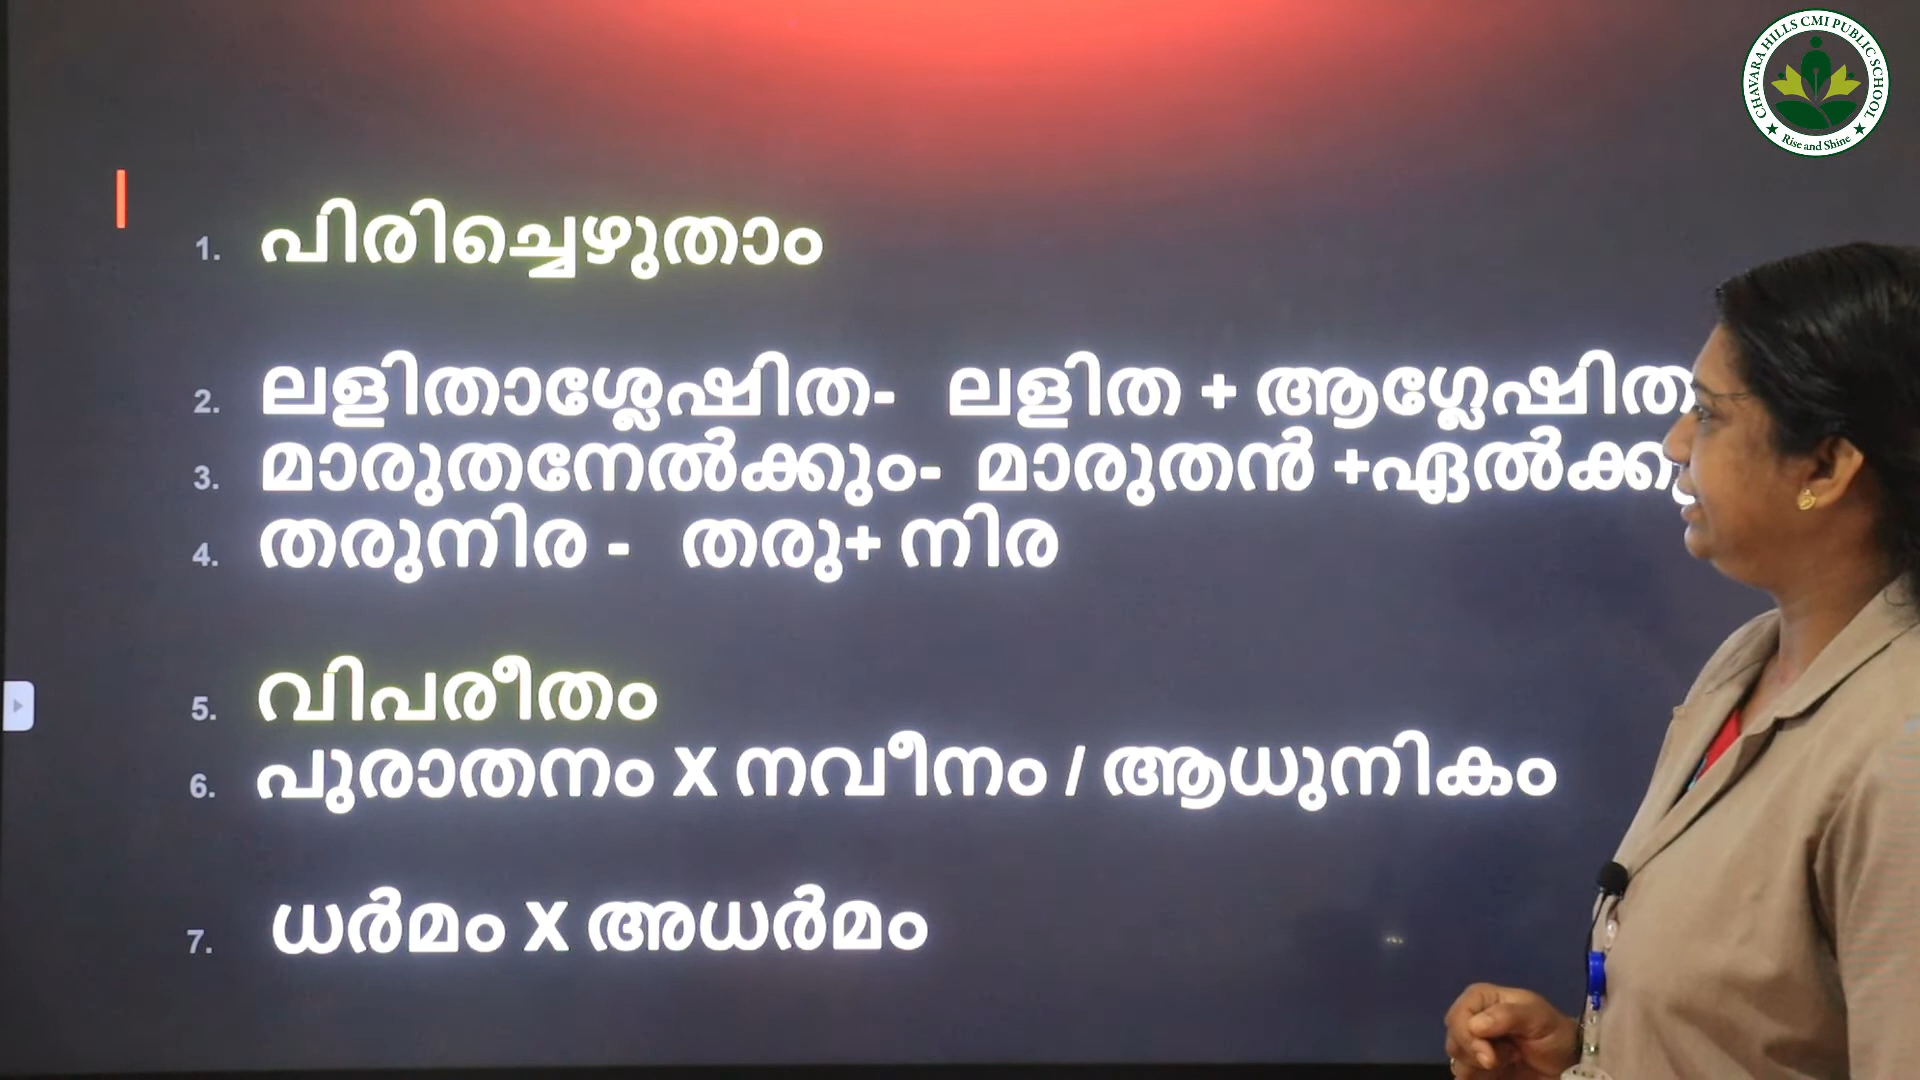 CHAVARA HILLS CMI PUBLIC SCHOOL
Rise and Shine
1. പിരിച്ചെഴുതാം
2. ലളിതാശ്ലേഷിത- ലളിത + ആഗ്ലേഷിത
3. മാരുതനേൽക്കും- മാരുതൻ +ഏൽക്കു
4. തരുനിര - തരു+ നിര
5. വിപരീതം
6. പുരാതനം X നവീനം / ആധുനികം
7. ധർമം X അധർമം